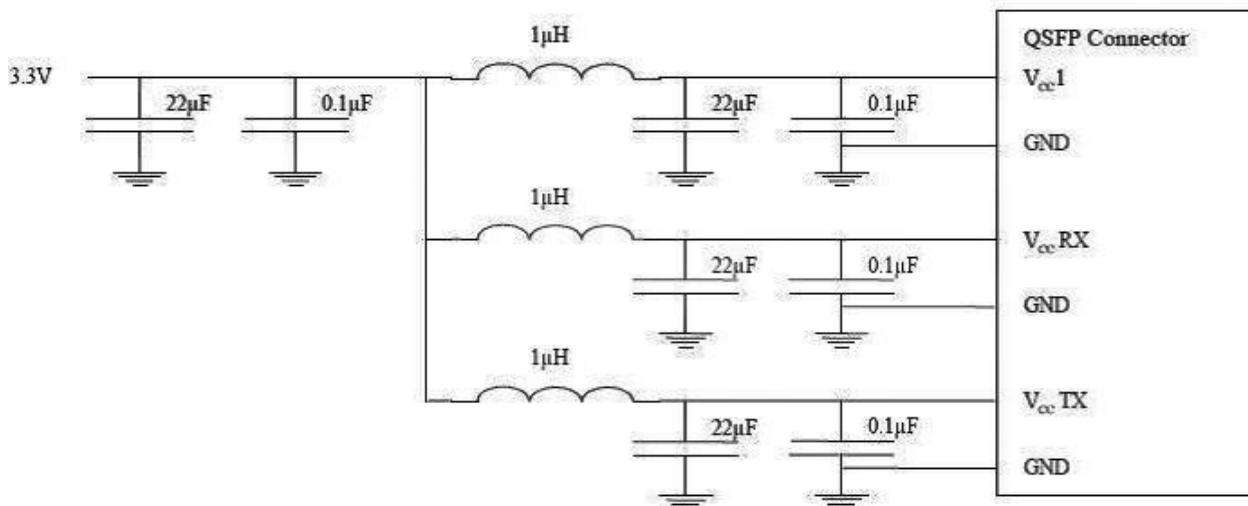 1μH
QSFP Connector
3.3V
Vcc1
22μF
0.1μF
22μF
0.1μF
GND
1μH
Vcc RX
22μF
0.1μF
GND
1μH
Vcc TX
22μF
0.1μF
GND